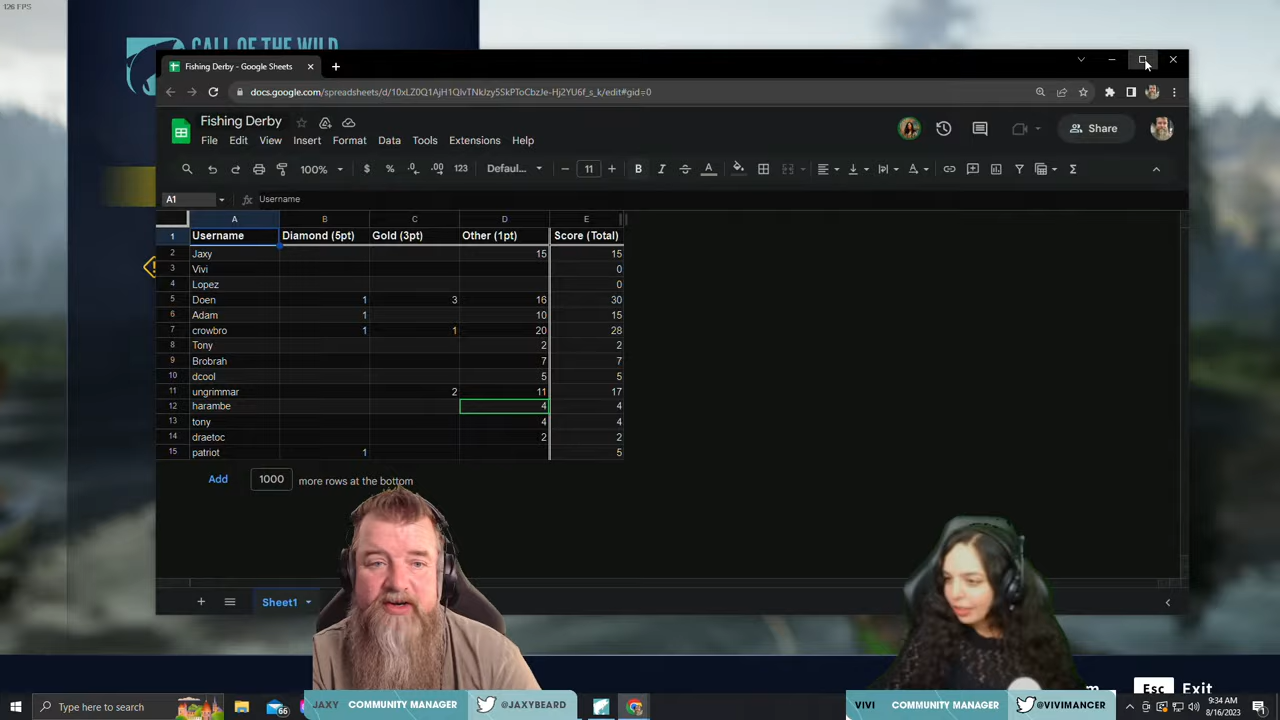 126 FPS
CALL OF THE WILD
Fishing Derby - Google Sheets
docs.google.com/spreadsheets/d/10xLZ0Q1AjH1QIvTNkJzy5SkPToCbzJe-Hj2YU6f_s_k/edit#gid=0
Fishing Derby
File Edit View Insert Format Data Tools Extensions Help
Share
100% $ % .0 .00 123 Defaul... 11 B I A
A1 Username
A B C D E
1 Username Diamond (5pt) Gold (3pt) Other (1pt) Score (Total)
2 Jaxy 15 15
3 Vivi 0
4 Lopez 0
5 Doen 1 3 16 30
6 Adam 1 10 15
7 crowbro 1 1 20 28
8 Tony 2 2
9 Brobrah 7 7
10 dcool 5 5
11 ungrimmar 2 11 17
12 harambe 4 4
13 tony 4 4
14 draetoc 2 2
15 patriot 1 5
Add 1000 more rows at the bottom
Sheet1
Esc Exit
Type here to search
66
JAXY COMMUNITY MANAGER @JAXYBEARD
VIVI COMMUNITY MANAGER @VIVIMANCER
9:34 AM
8/16/2023